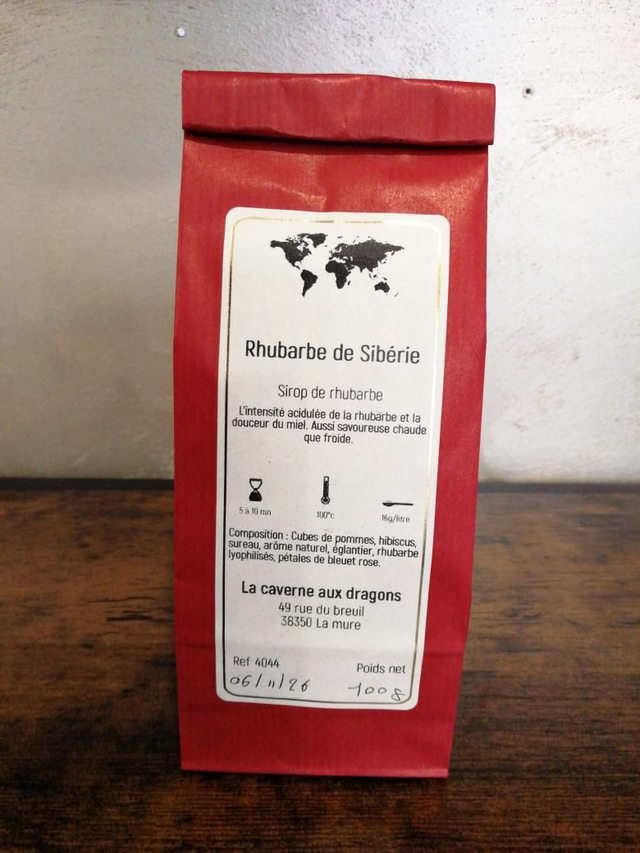 Rhubarbe de Sibérie
Sirop de rhubarbe
L'intensité acidulée de la rhubarbe et la
douceur du miel. Aussi savoureuse chaude
que froide.
5 à 10 mn
100°c
16g/litre
Composition : Cubes de pommes, hibiscus,
sureau, arôme naturel, églantier, rhubarbe
lyophilisés, pétales de bleuet rose.
La caverne aux dragons
49 rue du breuil
38350 La mure
Ref 4044
Poids net
06/11/26
100g